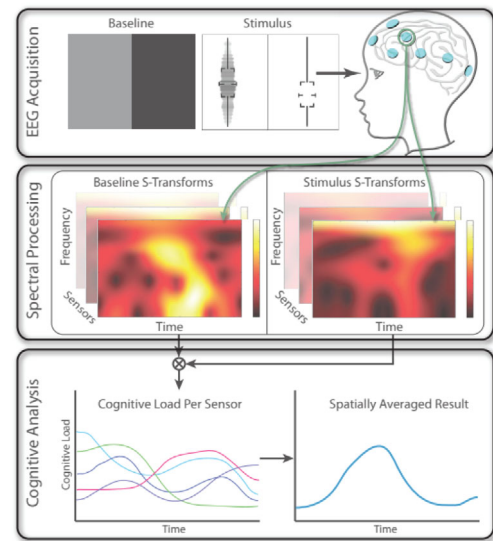 EEG Acquisition
Baseline
Stimulus
Spectral Processing
Baseline S-Transforms
Stimulus S-Transforms
Frequency
Sensors
Time
Frequency
Sensors
Time
Cognitive Analysis
Cognitive Load Per Sensor
Cognitive Load
Time
Spatially Averaged Result
Time